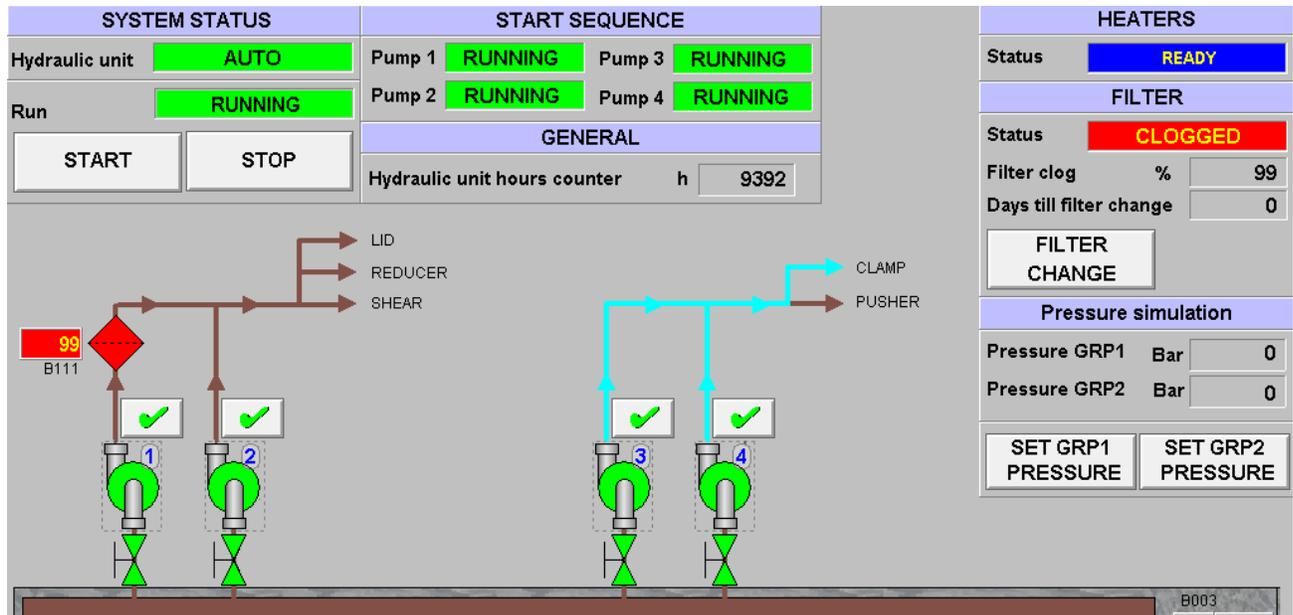 SYSTEM STATUS
Hydraulic unit AUTO
Run RUNNING
START STOP
START SEQUENCE
Pump 1 RUNNING Pump 3 RUNNING
Pump 2 RUNNING Pump 4 RUNNING
GENERAL
Hydraulic unit hours counter h 9392
HEATERS
Status READY
FILTER
Status CLOGGED
Filter clog % 99
Days till filter change 0
FILTER
CHANGE
Pressure simulation
Pressure GRP1 Bar 0
Pressure GRP2 Bar 0
SET GRP1
PRESSURE
SET GRP2
PRESSURE
LID
REDUCER
SHEAR
CLAMP
PUSHER
99
B111
1 2 3 4
B003